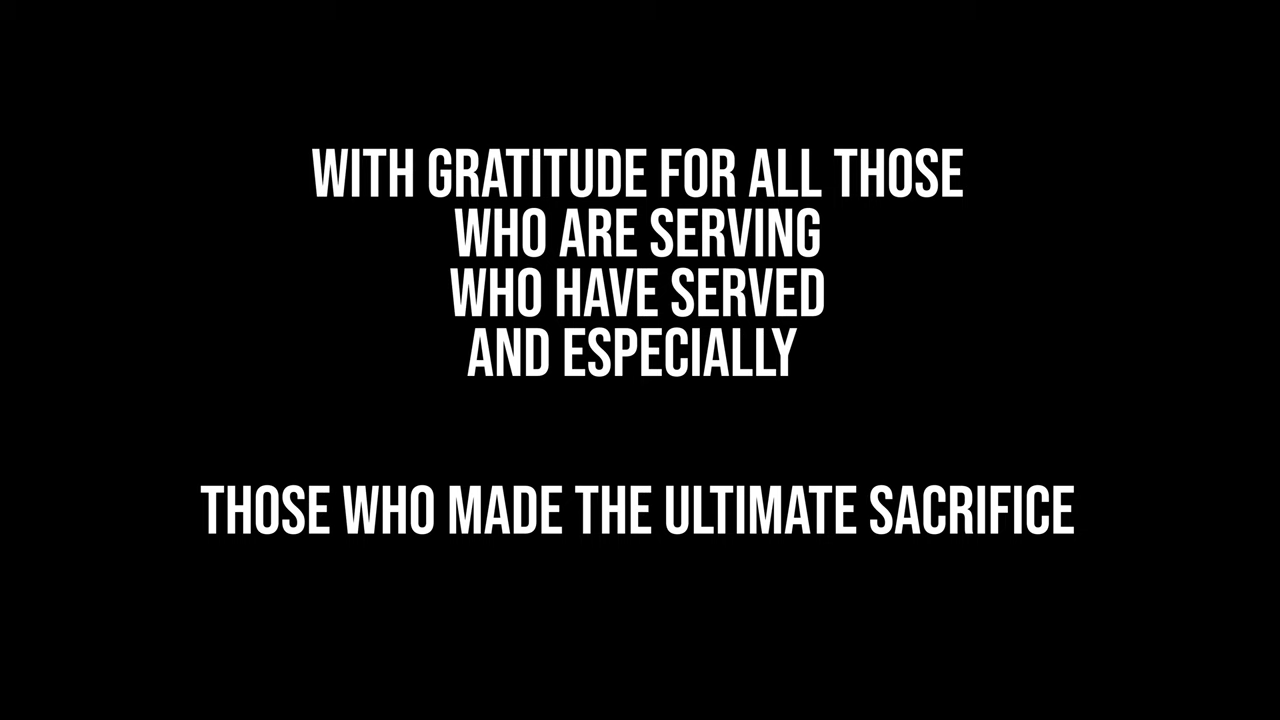 WITH GRATITUDE FOR ALL THOSE
WHO ARE SERVING
WHO HAVE SERVED
AND ESPECIALLY
THOSE WHO MADE THE ULTIMATE SACRIFICE